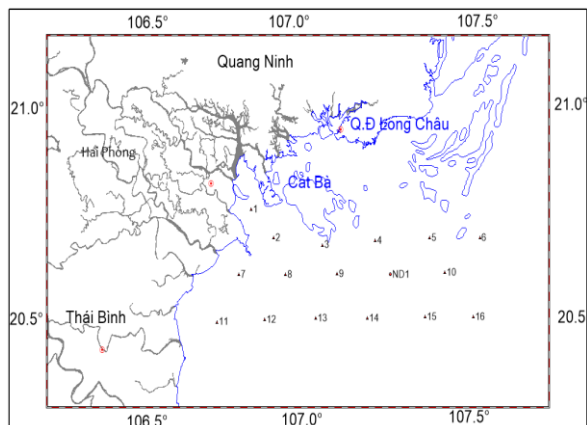 106.5° 107.0° 107.5°
Quang Ninh
21.0° 21.0°
Q.Đ Long Châu
Hải Phòng
Cát Bà
1
2 3 4 5 6
7 8 9 ND1 10
Thái Bình
20.5° 20.5°
11 12 13 14 15 16
106.5° 107.0° 107.5°